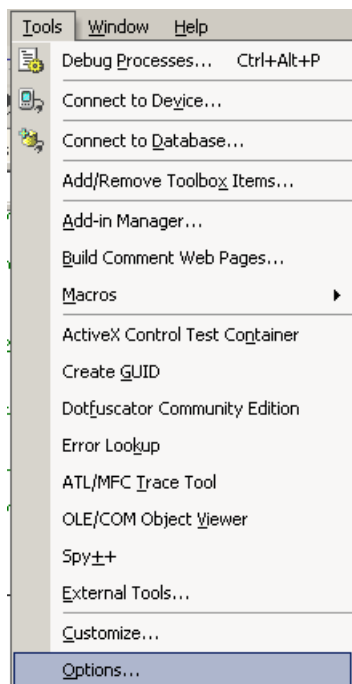 Tools Window Help
Debug Processes... Ctrl+Alt+P
Connect to Device...
Connect to Database...
Add/Remove Toolbox Items...
Add-in Manager...
Build Comment Web Pages...
Macros
ActiveX Control Test Container
Create GUID
Dotfuscator Community Edition
Error Lookup
ATL/MFC Trace Tool
OLE/COM Object Viewer
Spy++
External Tools...
Customize...
Options...